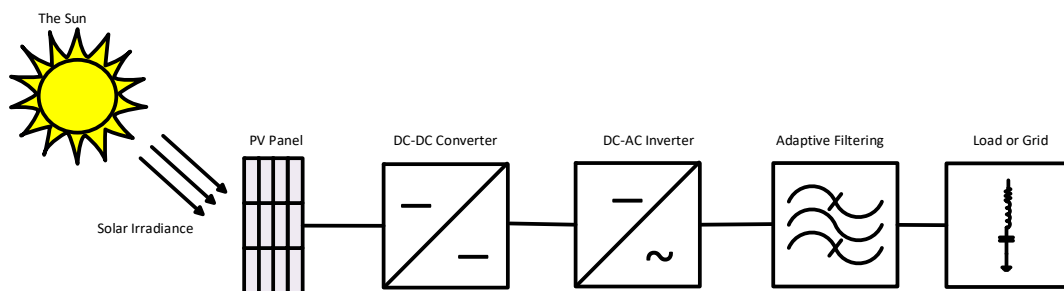 The Sun
PV Panel
DC-DC Converter
DC-AC Inverter
Adaptive Filtering
Load or Grid
Solar Irradiance